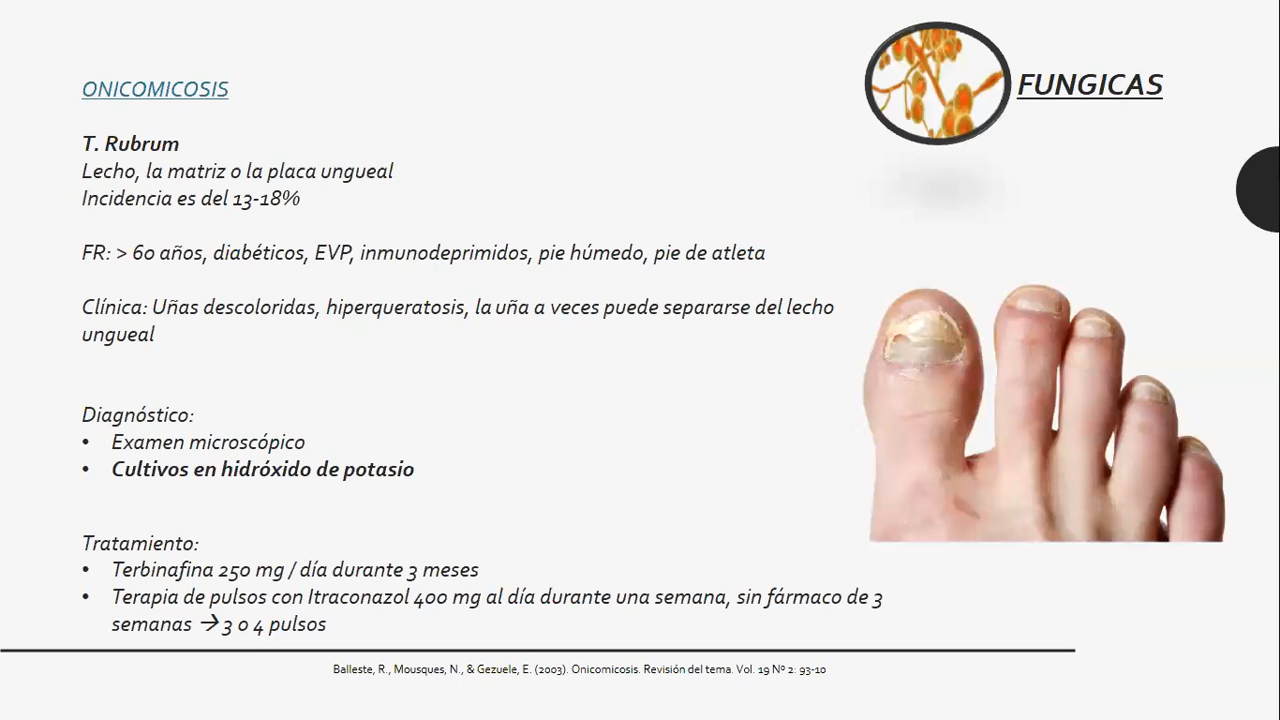 FUNGICAS
ONICOMICOSIS
T. Rubrum
Lecho, la matriz o la placa ungueal
Incidencia es del 13-18%
FR: > 60 años, diabéticos, EVP, inmunodeprimidos, pie húmedo, pie de atleta
Clínica: Uñas descoloridas, hiperqueratosis, la uña a veces puede separarse del lecho
ungueal
Diagnóstico:
• Examen microscópico
• Cultivos en hidróxido de potasio
Tratamiento:
• Terbinafina 250 mg / día durante 3 meses
• Terapia de pulsos con Itraconazol 400 mg al día durante una semana, sin fármaco de 3
semanas → 3 o 4 pulsos
Balleste, R., Mousques, N., & Gezuele, E. (2003). Onicomicosis. Revisión del tema. Vol. 19 Nº 2: 93-10